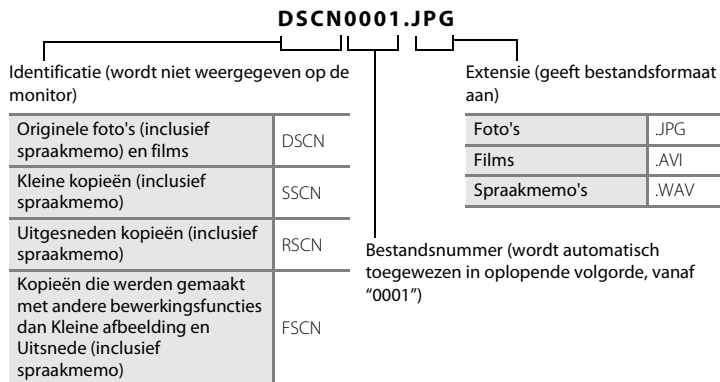 DSCN0001.JPG
Identificatie (wordt niet weergegeven op de
monitor)
Originele foto's (inclusief
spraakmemo) en films
DSCN
Kleine kopieën (inclusief
spraakmemo)
SSCN
Uitgesneden kopieën (inclusief
spraakmemo)
RSCN
Kopieën die werden gemaakt
met andere bewerkingsfuncties
dan Kleine afbeelding en
Uitsnede (inclusief
spraakmemo)
FSCN
Extensie (geeft bestandsformaat
aan)
Foto's .JPG
Films .AVI
Spraakmemo's .WAV
Bestandsnummer (wordt automatisch
toegewezen in oplopende volgorde, vanaf
“0001”)